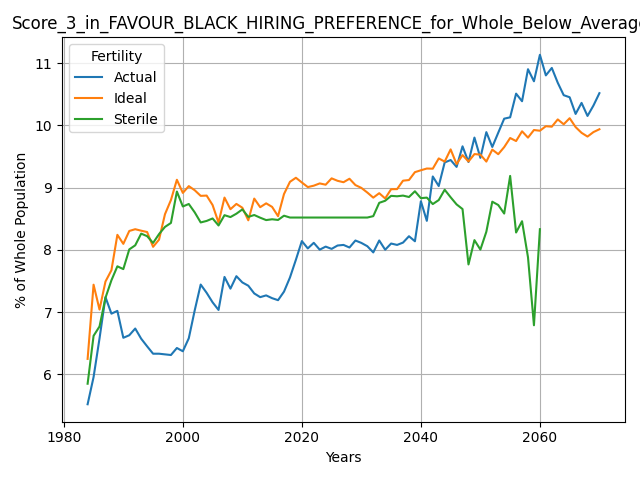 Score_3_in_FAVOUR_BLACK_HIRING_PREFERENCE_for_Whole_Below_Average
Fertility
Actual
Ideal
Sterile
11
10
9
8
7
6
% of Whole Population
1980 2000 2020 2040 2060
Years